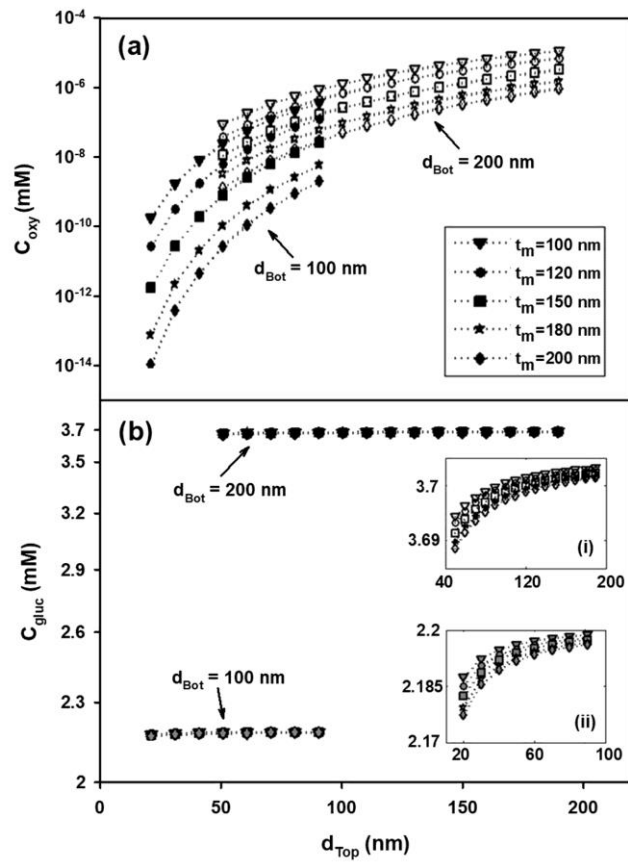 (a)
10⁻⁴
10⁻⁶
10⁻⁸
10⁻¹⁰
10⁻¹²
10⁻¹⁴
C_oxy (mM)
d_Bot = 200 nm
d_Bot = 100 nm
t_m=100 nm
t_m=120 nm
t_m=150 nm
t_m=180 nm
t_m=200 nm
(b)
3.7
3.5
3.2
2.9
2.6
2.3
2
C_gluc (mM)
d_Bot = 200 nm
d_Bot = 100 nm
3.7
3.69
40 120 200
(i)
2.2
2.185
2.17
20 60 100
(ii)
0 50 100 150 200
d_Top (nm)